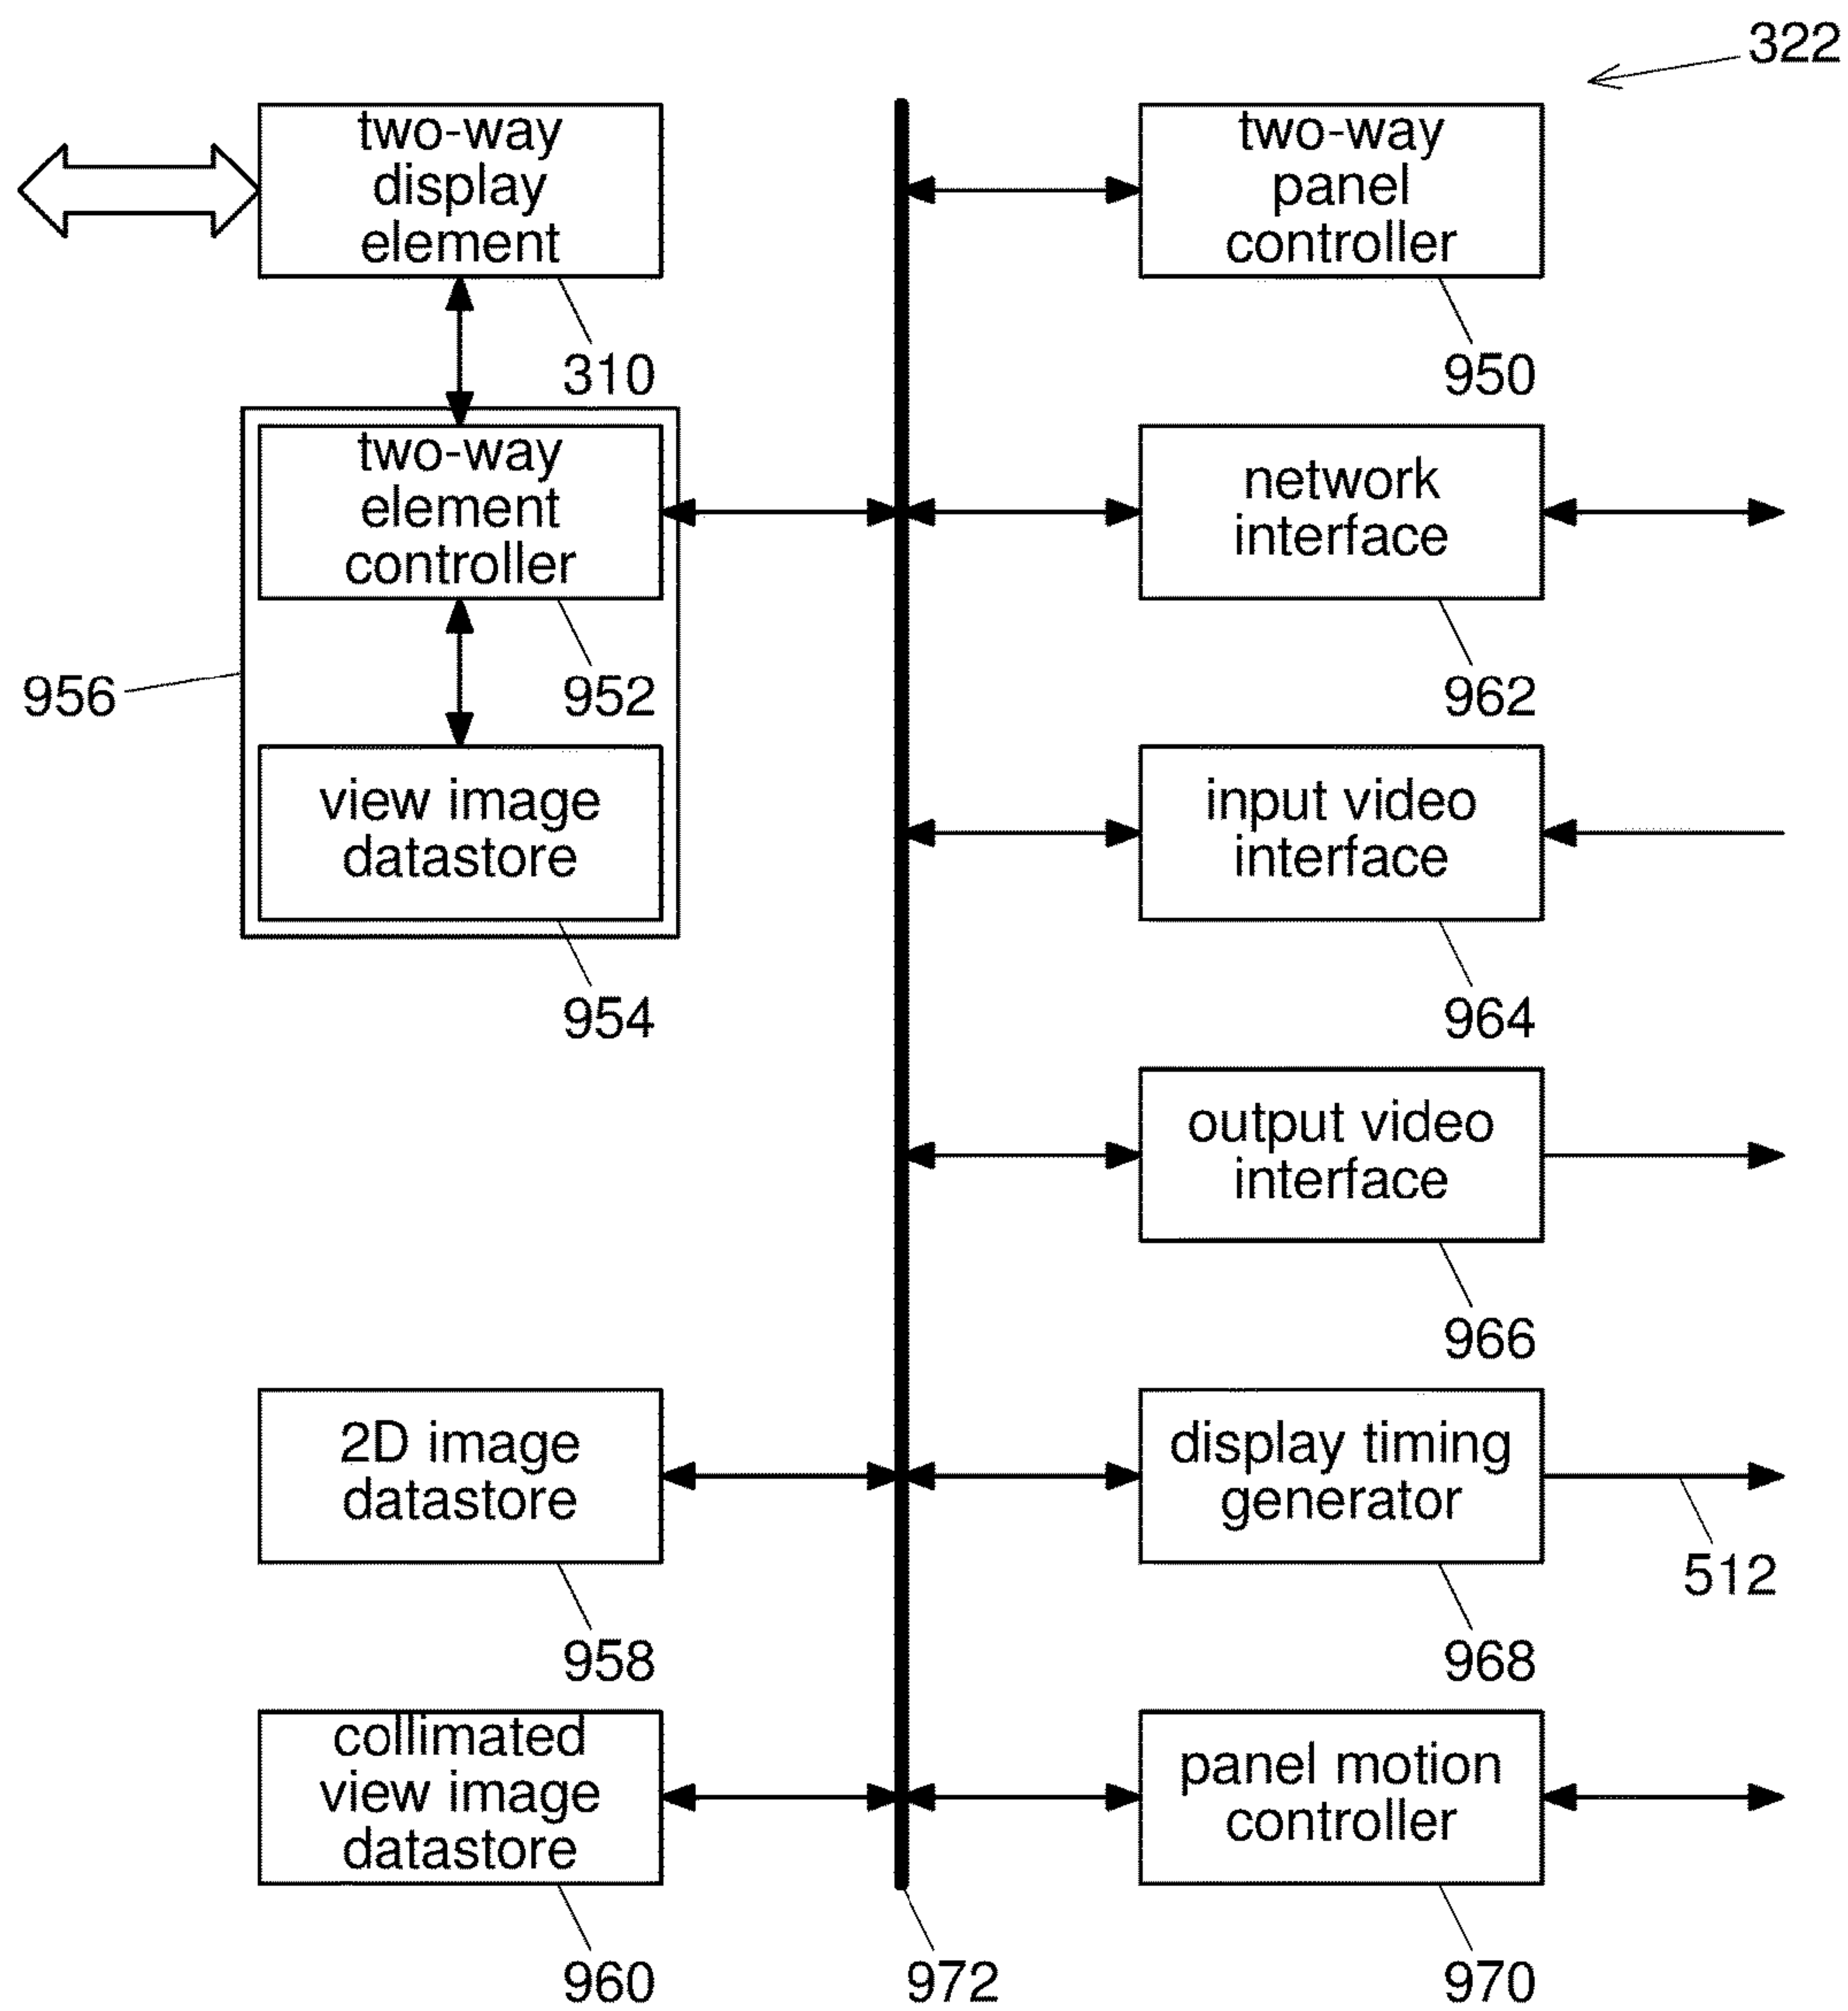 322
two-way
display
element
310
two-way
panel
controller
950
two-way
element
controller
952
network
interface
962
956
view image
datastore
954
input video
interface
964
output video
interface
966
2D image
datastore
958
display timing
generator
968
512
collimated
view image
datastore
960
972
panel motion
controller
970